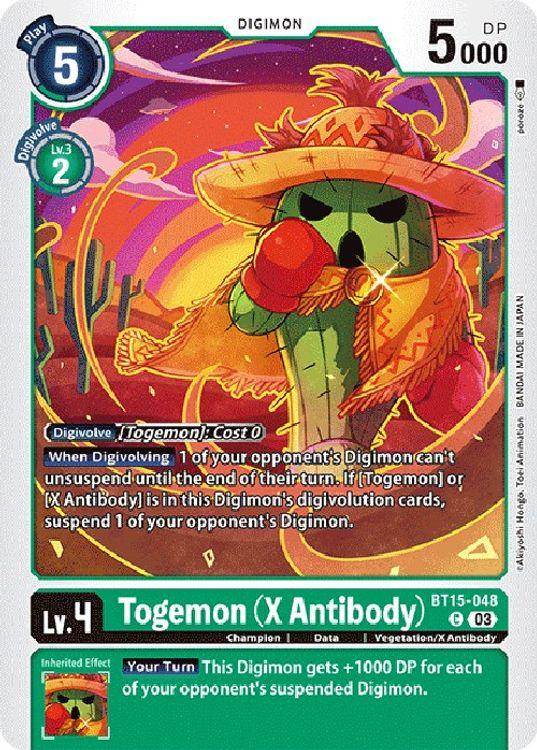 Play
5
DIGIMON
5000
DP
Digivolve
Lv.3
2
poroze
©Akiyoshi Hongo, Toei Animation BANDAI MADE IN JAPAN
Digivolve [Togemon]: Cost 0
When Digivolving 1 of your opponent's Digimon can't
unsuspend until the end of their turn. If [Togemon] or
[X Antibody] is in this Digimon's digivolution cards,
suspend 1 of your opponent's Digimon.
Lv.4
Togemon (X Antibody)
BT15-048
C 03
Champion | Data | Vegetation/X Antibody
Inherited Effect
Your Turn This Digimon gets +1000 DP for each
of your opponent's suspended Digimon.